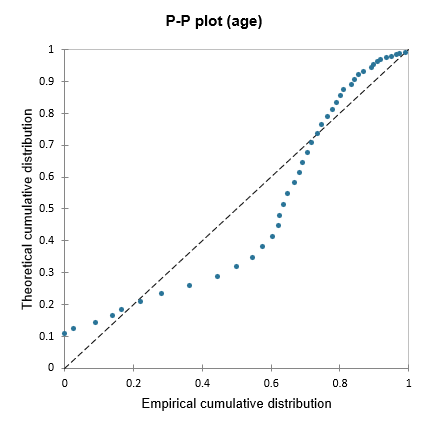 P-P plot (age)
1
0.9
0.8
0.7
0.6
0.5
0.4
0.3
0.2
0.1
0
Theoretical cumulative distribution
0 0.2 0.4 0.6 0.8 1
Empirical cumulative distribution